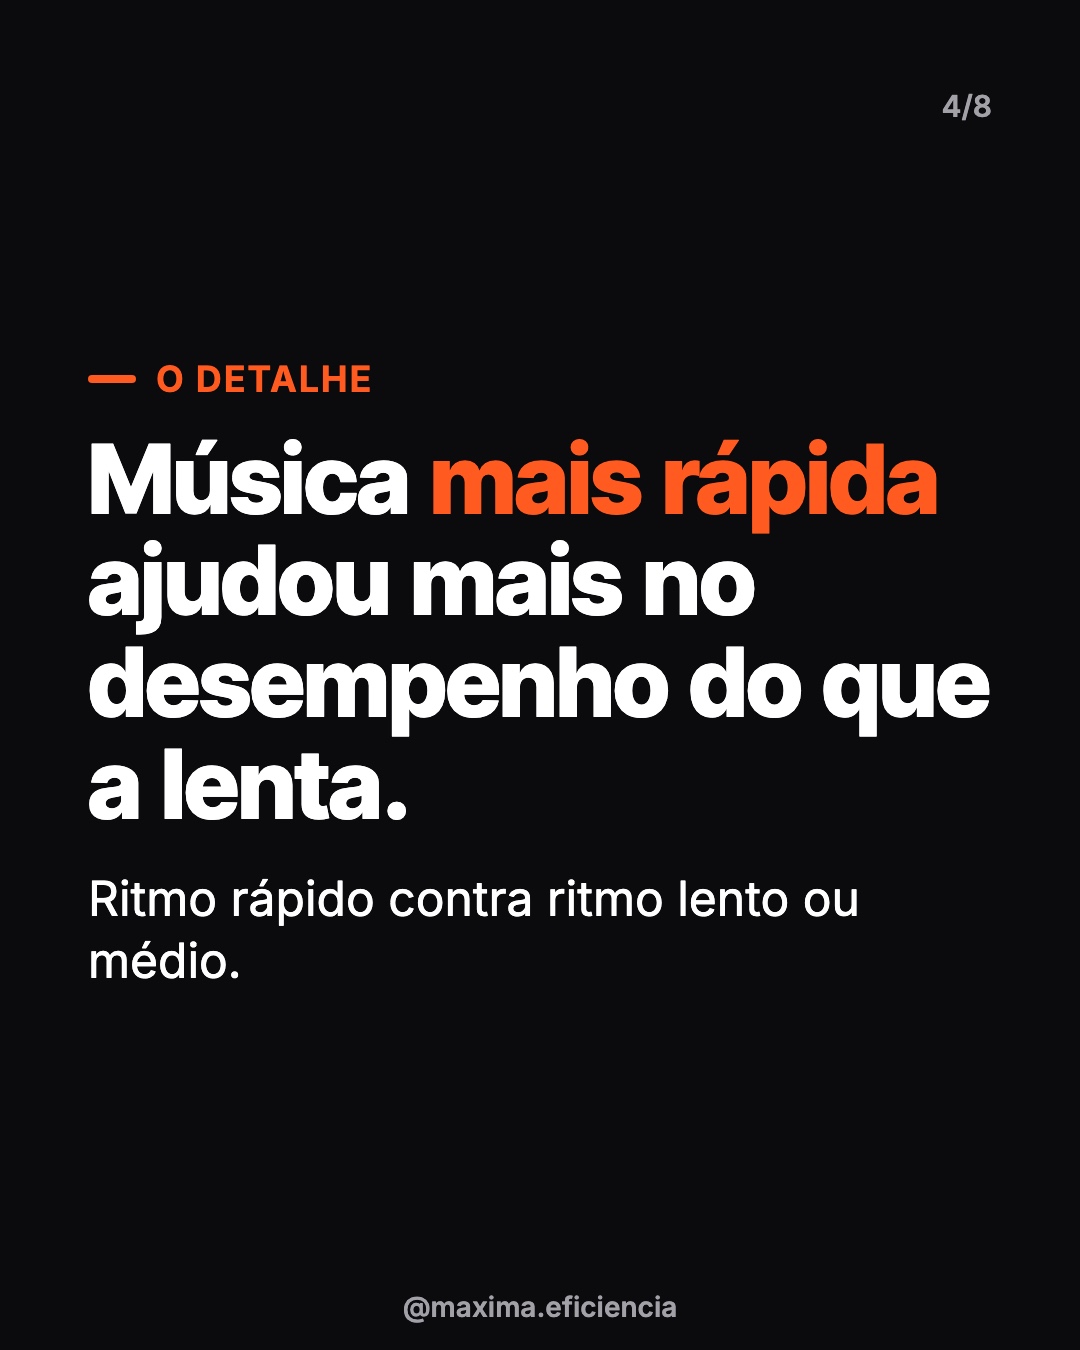 4/8
O DETALHE
Música mais rápida
ajudou mais no
desempenho do que
a lenta.
Ritmo rápido contra ritmo lento ou
médio.
@maxima.eficiencia